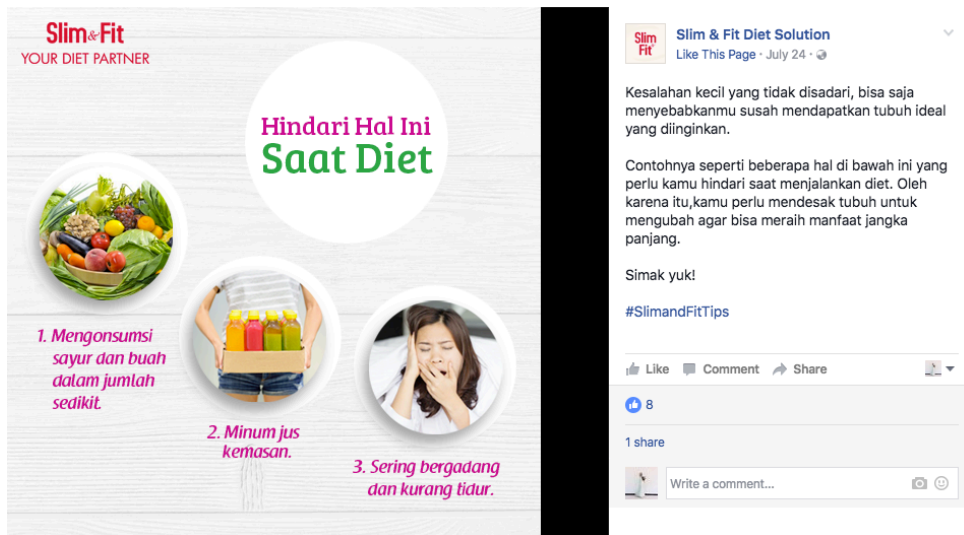 Slim&Fit
YOUR DIET PARTNER
Hindari Hal Ini
Saat Diet
1. Mengonsumsi
sayur dan buah
dalam jumlah
sedikit.
2. Minum jus
kemasan.
3. Sering bergadang
dan kurang tidur.
Slim
Fit
Slim & Fit Diet Solution
Like This Page · July 24 ·
Kesalahan kecil yang tidak disadari, bisa saja
menyebabkanmu susah mendapatkan tubuh ideal
yang diinginkan.
Contohnya seperti beberapa hal di bawah ini yang
perlu kamu hindari saat menjalankan diet. Oleh
karena itu,kamu perlu mendesak tubuh untuk
mengubah agar bisa meraih manfaat jangka
panjang.
Simak yuk!
#SlimandFitTips
Like Comment Share
8
1 share
Write a comment...